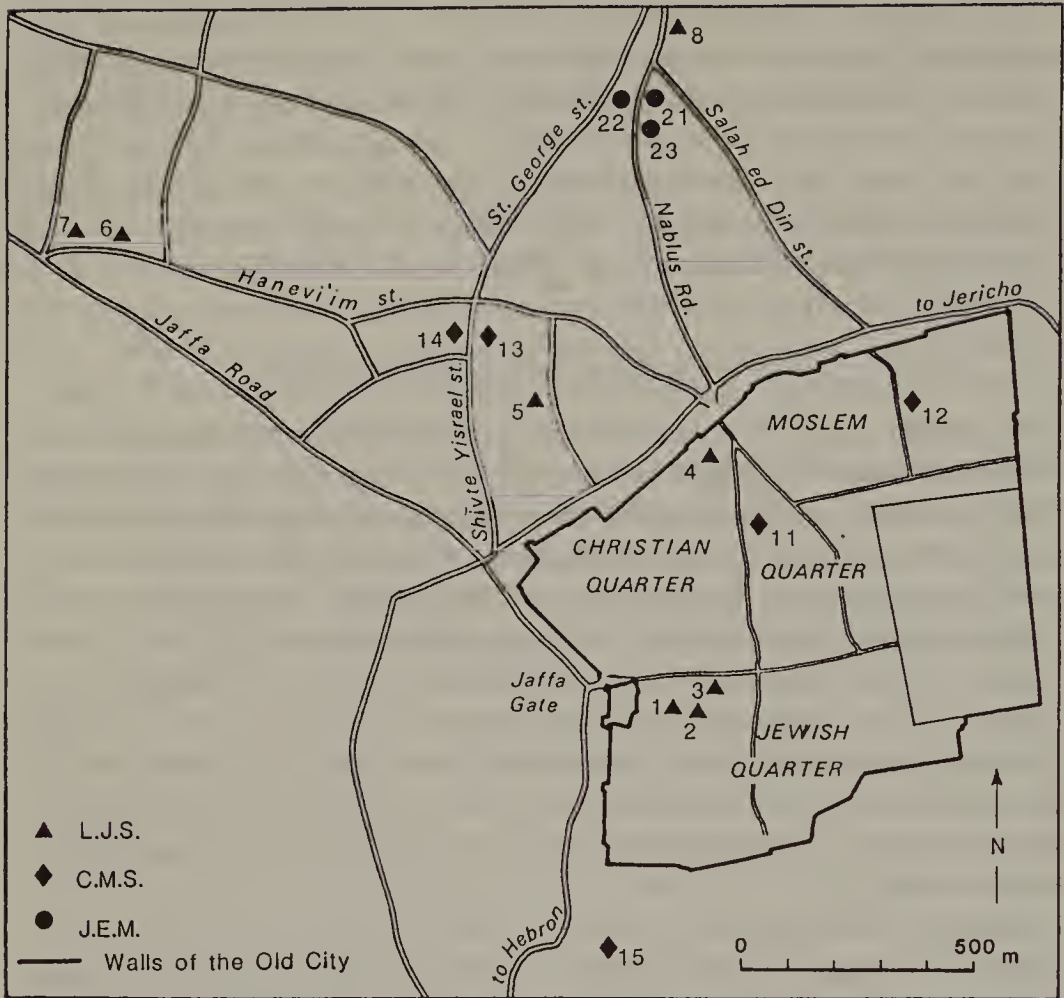 8
22
21
23
St. George st.
Salah ed Din st.
Nablus Rd.
7
6
Hanevi'im st.
to Jericho
Jaffa Road
14
13
Shivte Yisrael st.
5
MOSLEM
12
4
CHRISTIAN
QUARTER
11
QUARTER
Jaffa
Gate
3
1
2
JEWISH
QUARTER
N
L.J.S.
C.M.S.
J.E.M.
Walls of the Old City
to Hebron
15
0
500 m